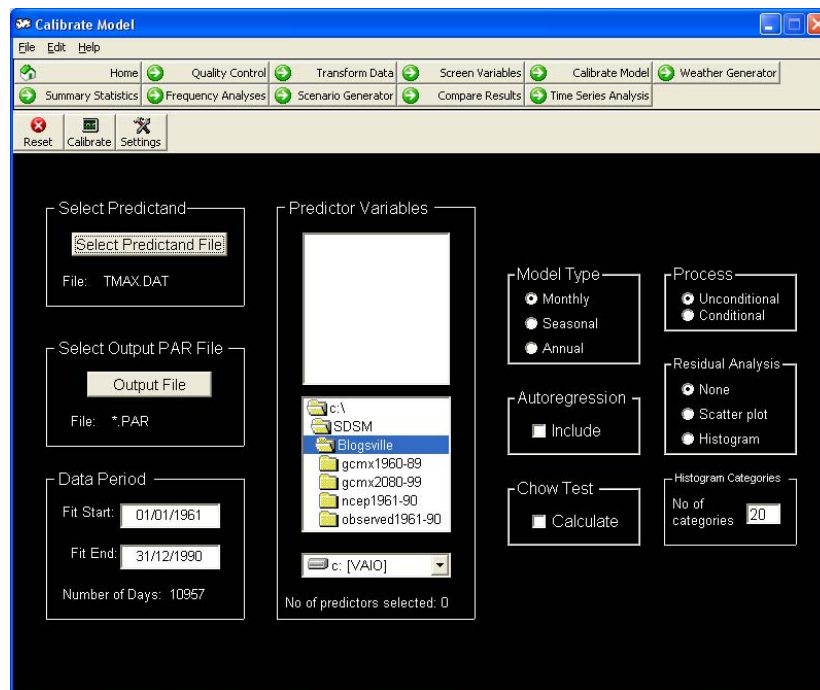 Calibrate Model
File Edit Help
Home Quality Control Transform Data Screen Variables Calibrate Model Weather Generator
Summary Statistics Frequency Analyses Scenario Generator Compare Results Time Series Analysis
Reset Calibrate Settings
Select Predictand
Select Predictand File
File: TMAX.DAT
Select Output PAR File
Output File
File: *.PAR
Data Period
Fit Start: 01/01/1961
Fit End: 31/12/1990
Number of Days: 10957
Predictor Variables
c:\
SDSM
Blogsville
gcmx1960-89
gcmx2080-99
ncep1961-90
observed1961-90
c: [VAIO]
No of predictors selected: 0
Model Type
Monthly
Seasonal
Annual
Autoregression
Include
Chow Test
Calculate
Process
Unconditional
Conditional
Residual Analysis
None
Scatter plot
Histogram
Histogram Categories
No of
categories 20